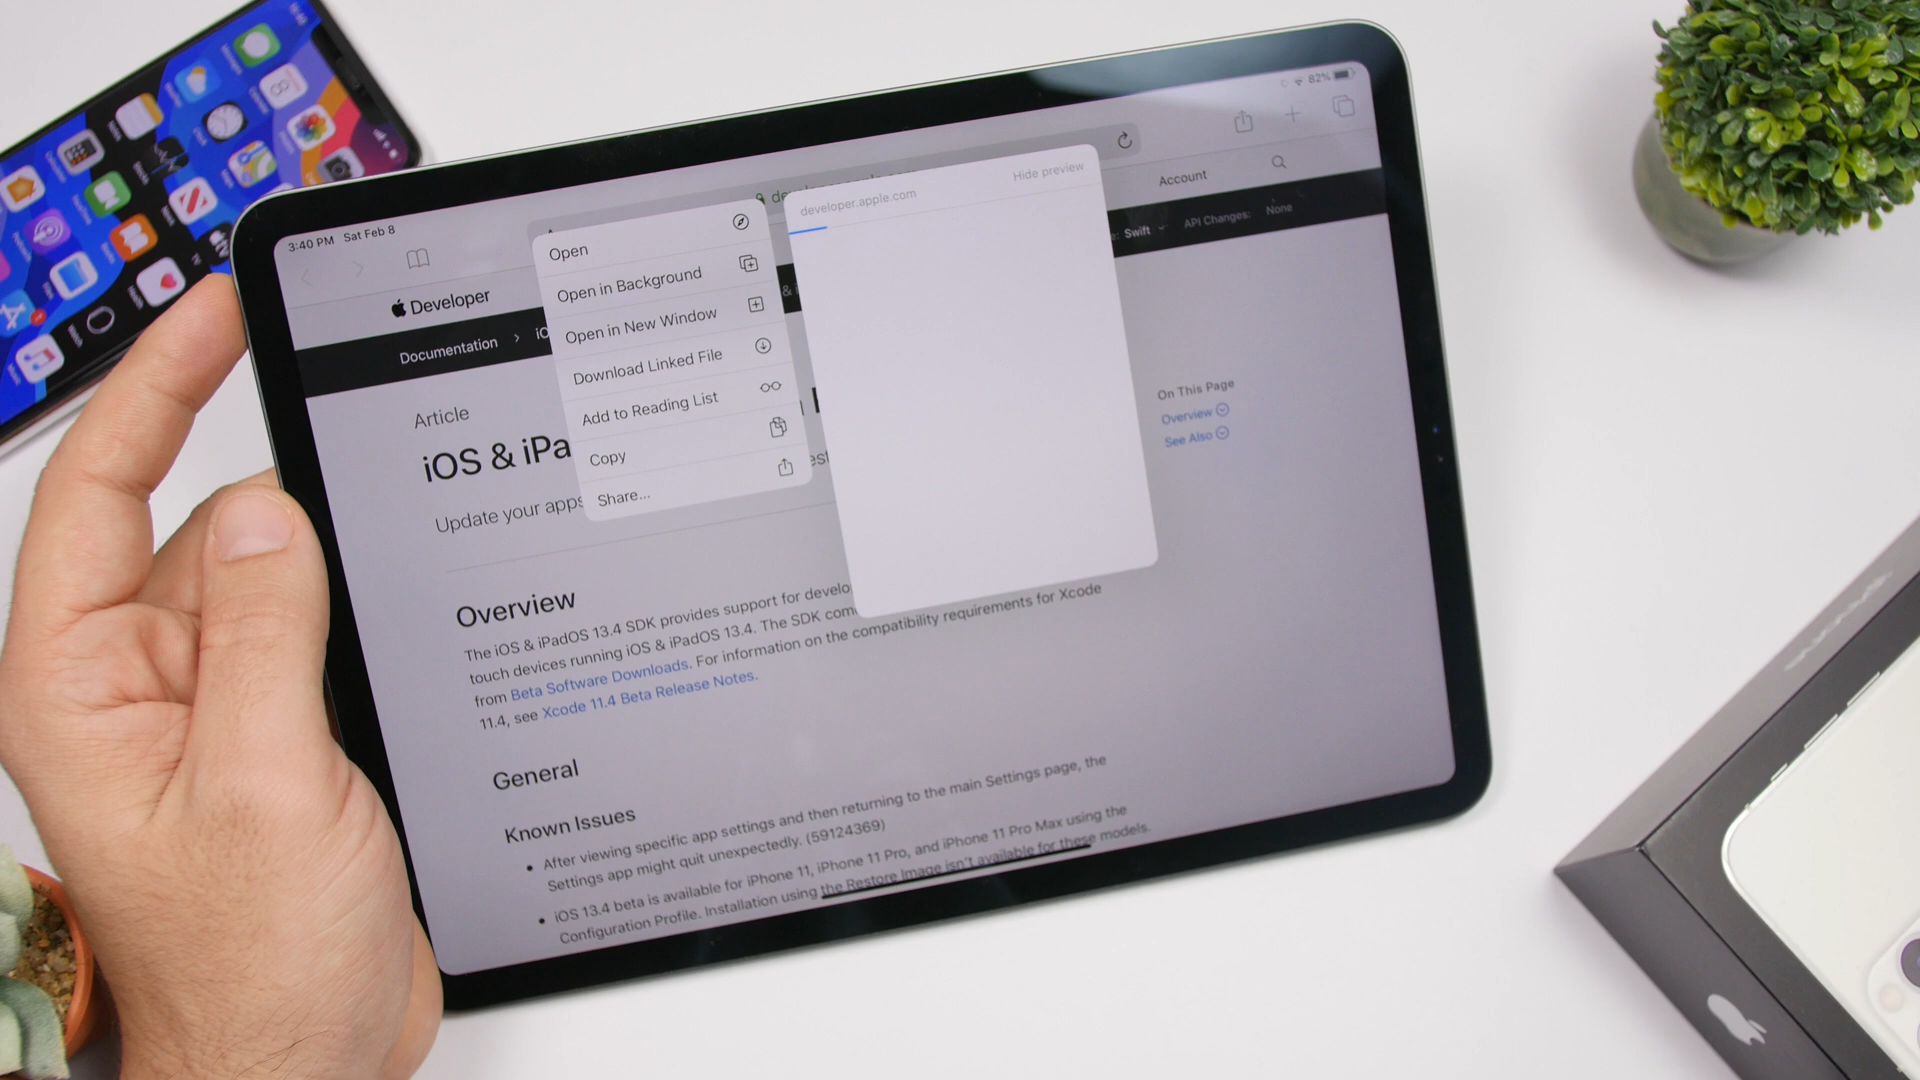 3:40 PM Sat Feb 8
82%
Developer
Account
Documentation > iO
Swift
API Changes: None
Open
Open in Background
Open in New Window
Download Linked File
Add to Reading List
Copy
Share...
developer.apple.com
Hide preview
Article
iOS & iPa
Update your apps
On This Page
Overview
See Also
Overview
The iOS & iPadOS 13.4 SDK provides support for develo
touch devices running iOS & iPadOS 13.4. The SDK com
from Beta Software Downloads. For information on the compatibility requirements for Xcode
11.4, see Xcode 11.4 Beta Release Notes.
General
Known Issues
• After viewing specific app settings and then returning to the main Settings page, the
Settings app might quit unexpectedly. (59124369)
• iOS 13.4 beta is available for iPhone 11, iPhone 11 Pro, and iPhone 11 Pro Max using the
Configuration Profile. Installation using the Restore Image isn't available for these models.